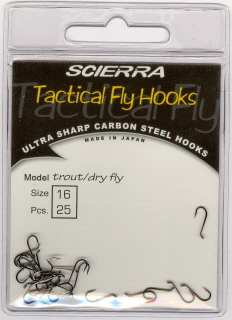 SCIERRA
Tactical Fly Hooks
ULTRA SHARP CARBON STEEL HOOKS
MADE IN JAPAN
Model trout/dry fly
Size 16
Pcs. 25